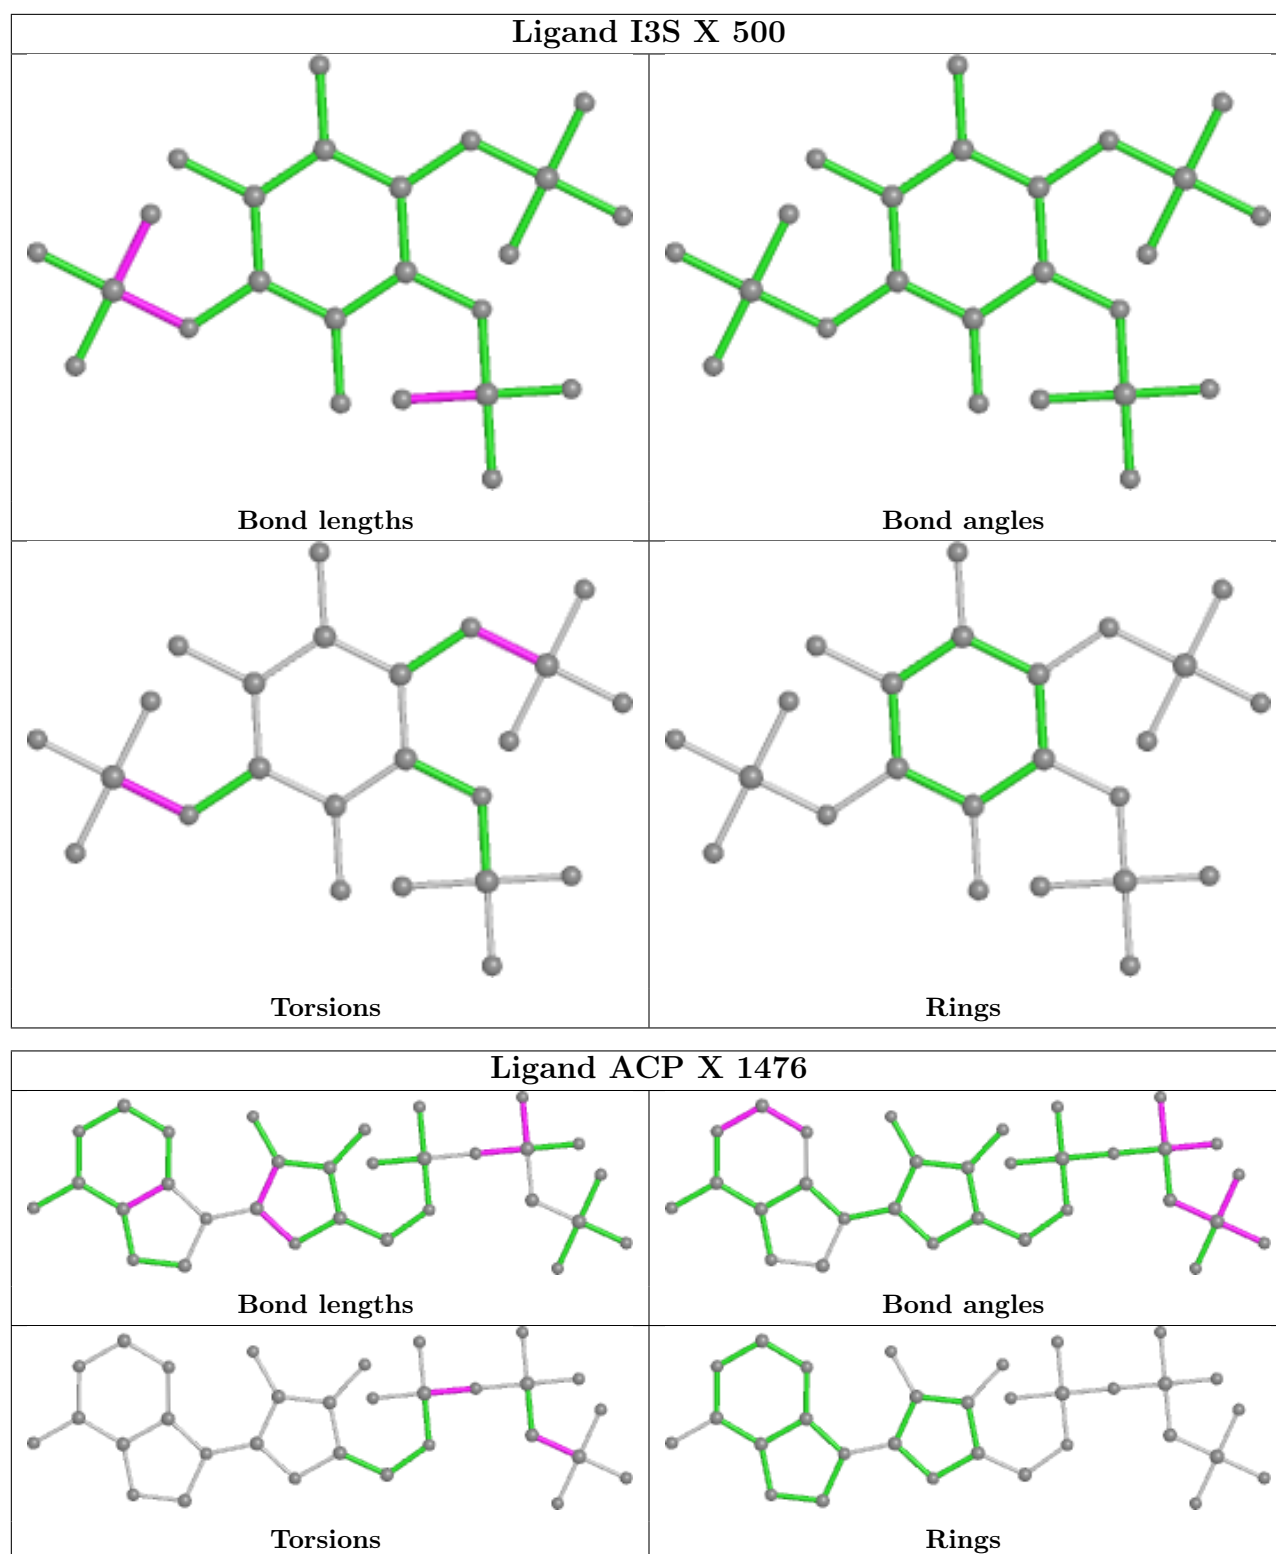 Ligand I3S X 500
Bond lengths
Bond angles
Torsions
Rings
Ligand ACP X 1476
Bond lengths
Bond angles
Torsions
Rings